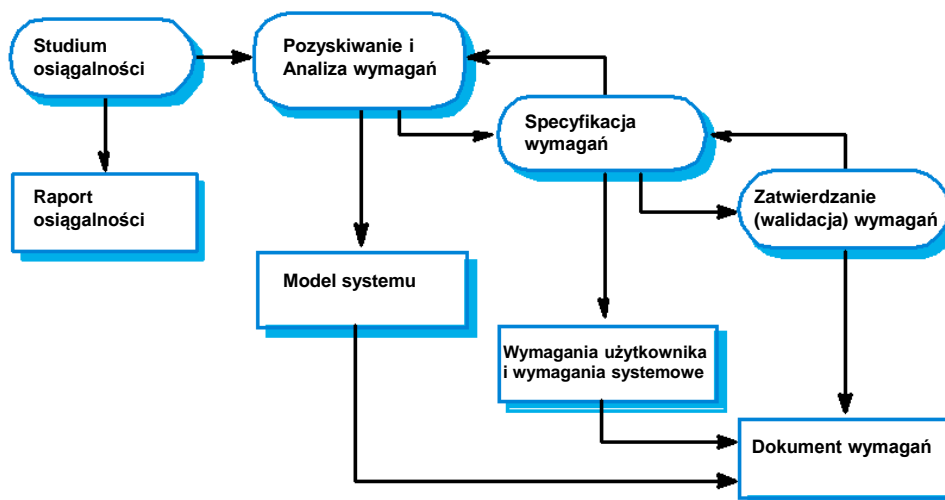 Studium
osiągalności
Pozyskiwanie i
Analiza wymagań
Specyfikacja
wymagań
Zatwierdzanie
(walidacja) wymagań
Raport
osiągalności
Model systemu
Wymagania użytkownika
i wymagania systemowe
Dokument wymagań